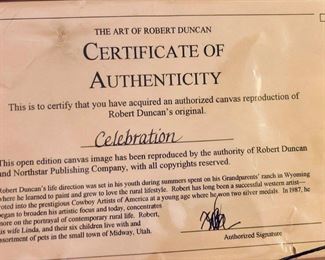 THE ART OF ROBERT DUNCAN
CERTIFICATE OF
AUTHENTICITY
This is to certify that you have acquired an authorized canvas reproduction of
Robert Duncan's original.
Celebration
This open edition canvas image has been reproduced by the authority of Robert Duncan
and Northstar Publishing Company, with all copyrights reserved.
Robert Duncan's life direction was set in his youth during summers spent on his Grandparents' ranch in Wyoming
where he learned to paint and grew to love the rural lifestyle. Robert has long been a successful western artist—
voted into the prestigious Cowboy Artists of America at a young age where he won two silver medals. In 1987, he
began to broaden his artistic focus and today, concentrates
more on the portrayal of contemporary rural life. Robert,
his wife Linda, and their six children live with and
assortment of pets in the small town of Midway, Utah.
Authorized Signature